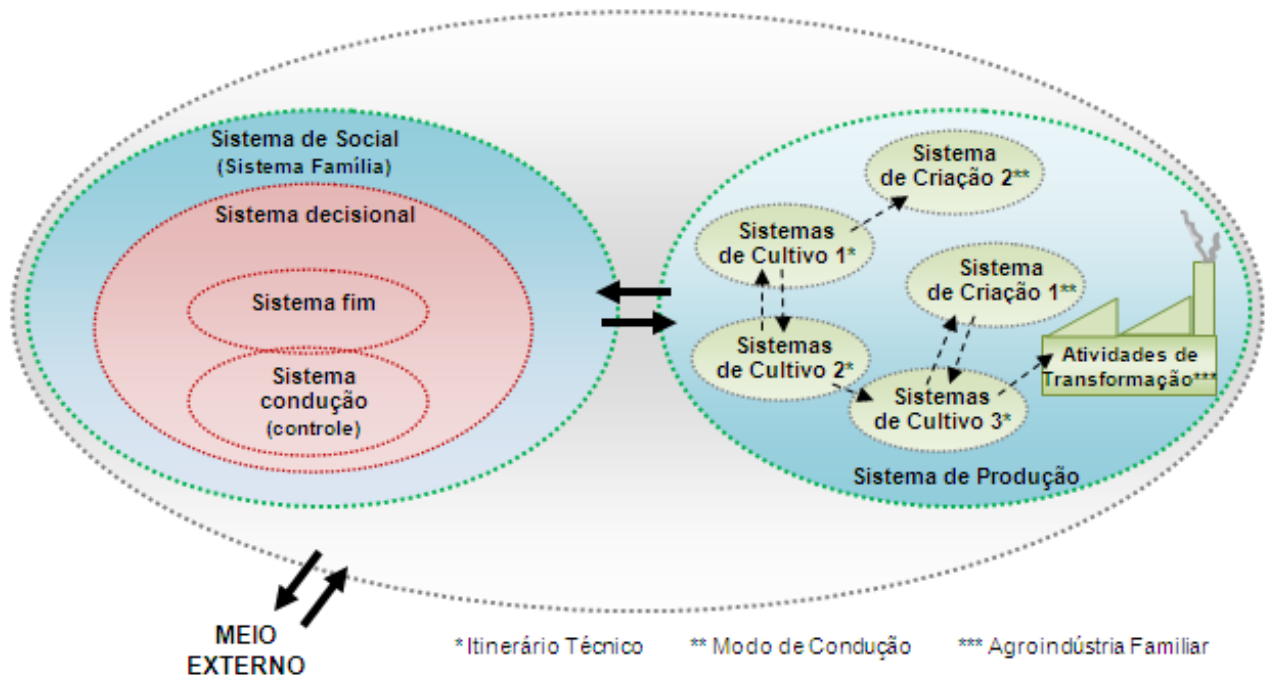 Sistema de Social
(Sistema Família)
Sistema decisional
Sistema fim
Sistema
condução
(controle)
Sistema
de Criação 2**
Sistemas
de Cultivo 1*
Sistema
de Criação 1**
Sistemas
de Cultivo 2*
Atividades de
Transformação***
Sistemas
de Cultivo 3*
Sistema de Produção
MEIO
EXTERNO
* Itinerário Técnico ** Modo de Condução *** Agroindústria Familiar